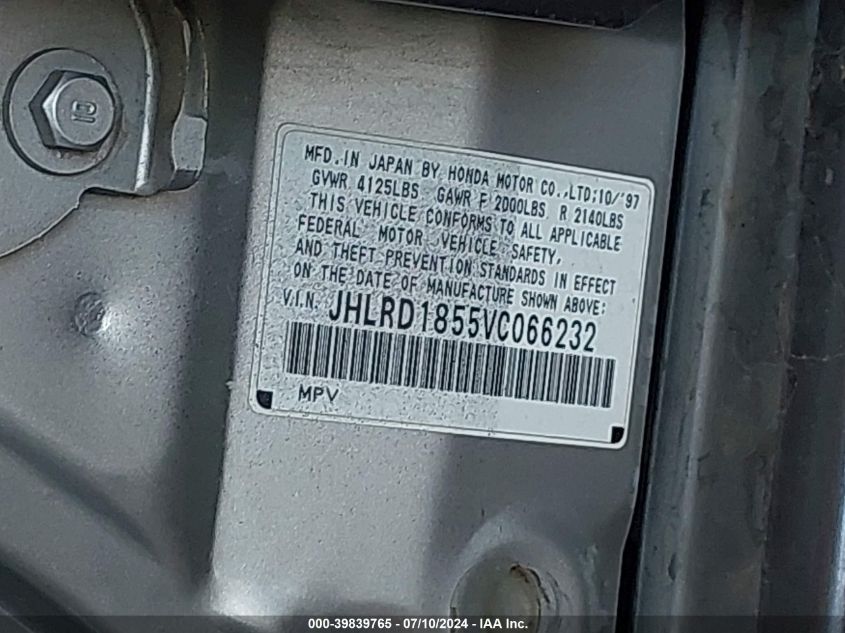 10
MFD. IN JAPAN BY HONDA MOTOR CO.,LTD;10/'97
GVWR 4125LBS GAWR F 2000LBS R 2140LBS
THIS VEHICLE CONFORMS TO ALL APPLICABLE
FEDERAL MOTOR VEHICLE SAFETY,
AND THEFT PREVENTION STANDARDS IN EFFECT
ON THE DATE OF MANUFACTURE SHOWN ABOVE;
V.I.N. JHLRD1855VC066232
MPV
000-39839765 - 07/10/2024 - IAA Inc.